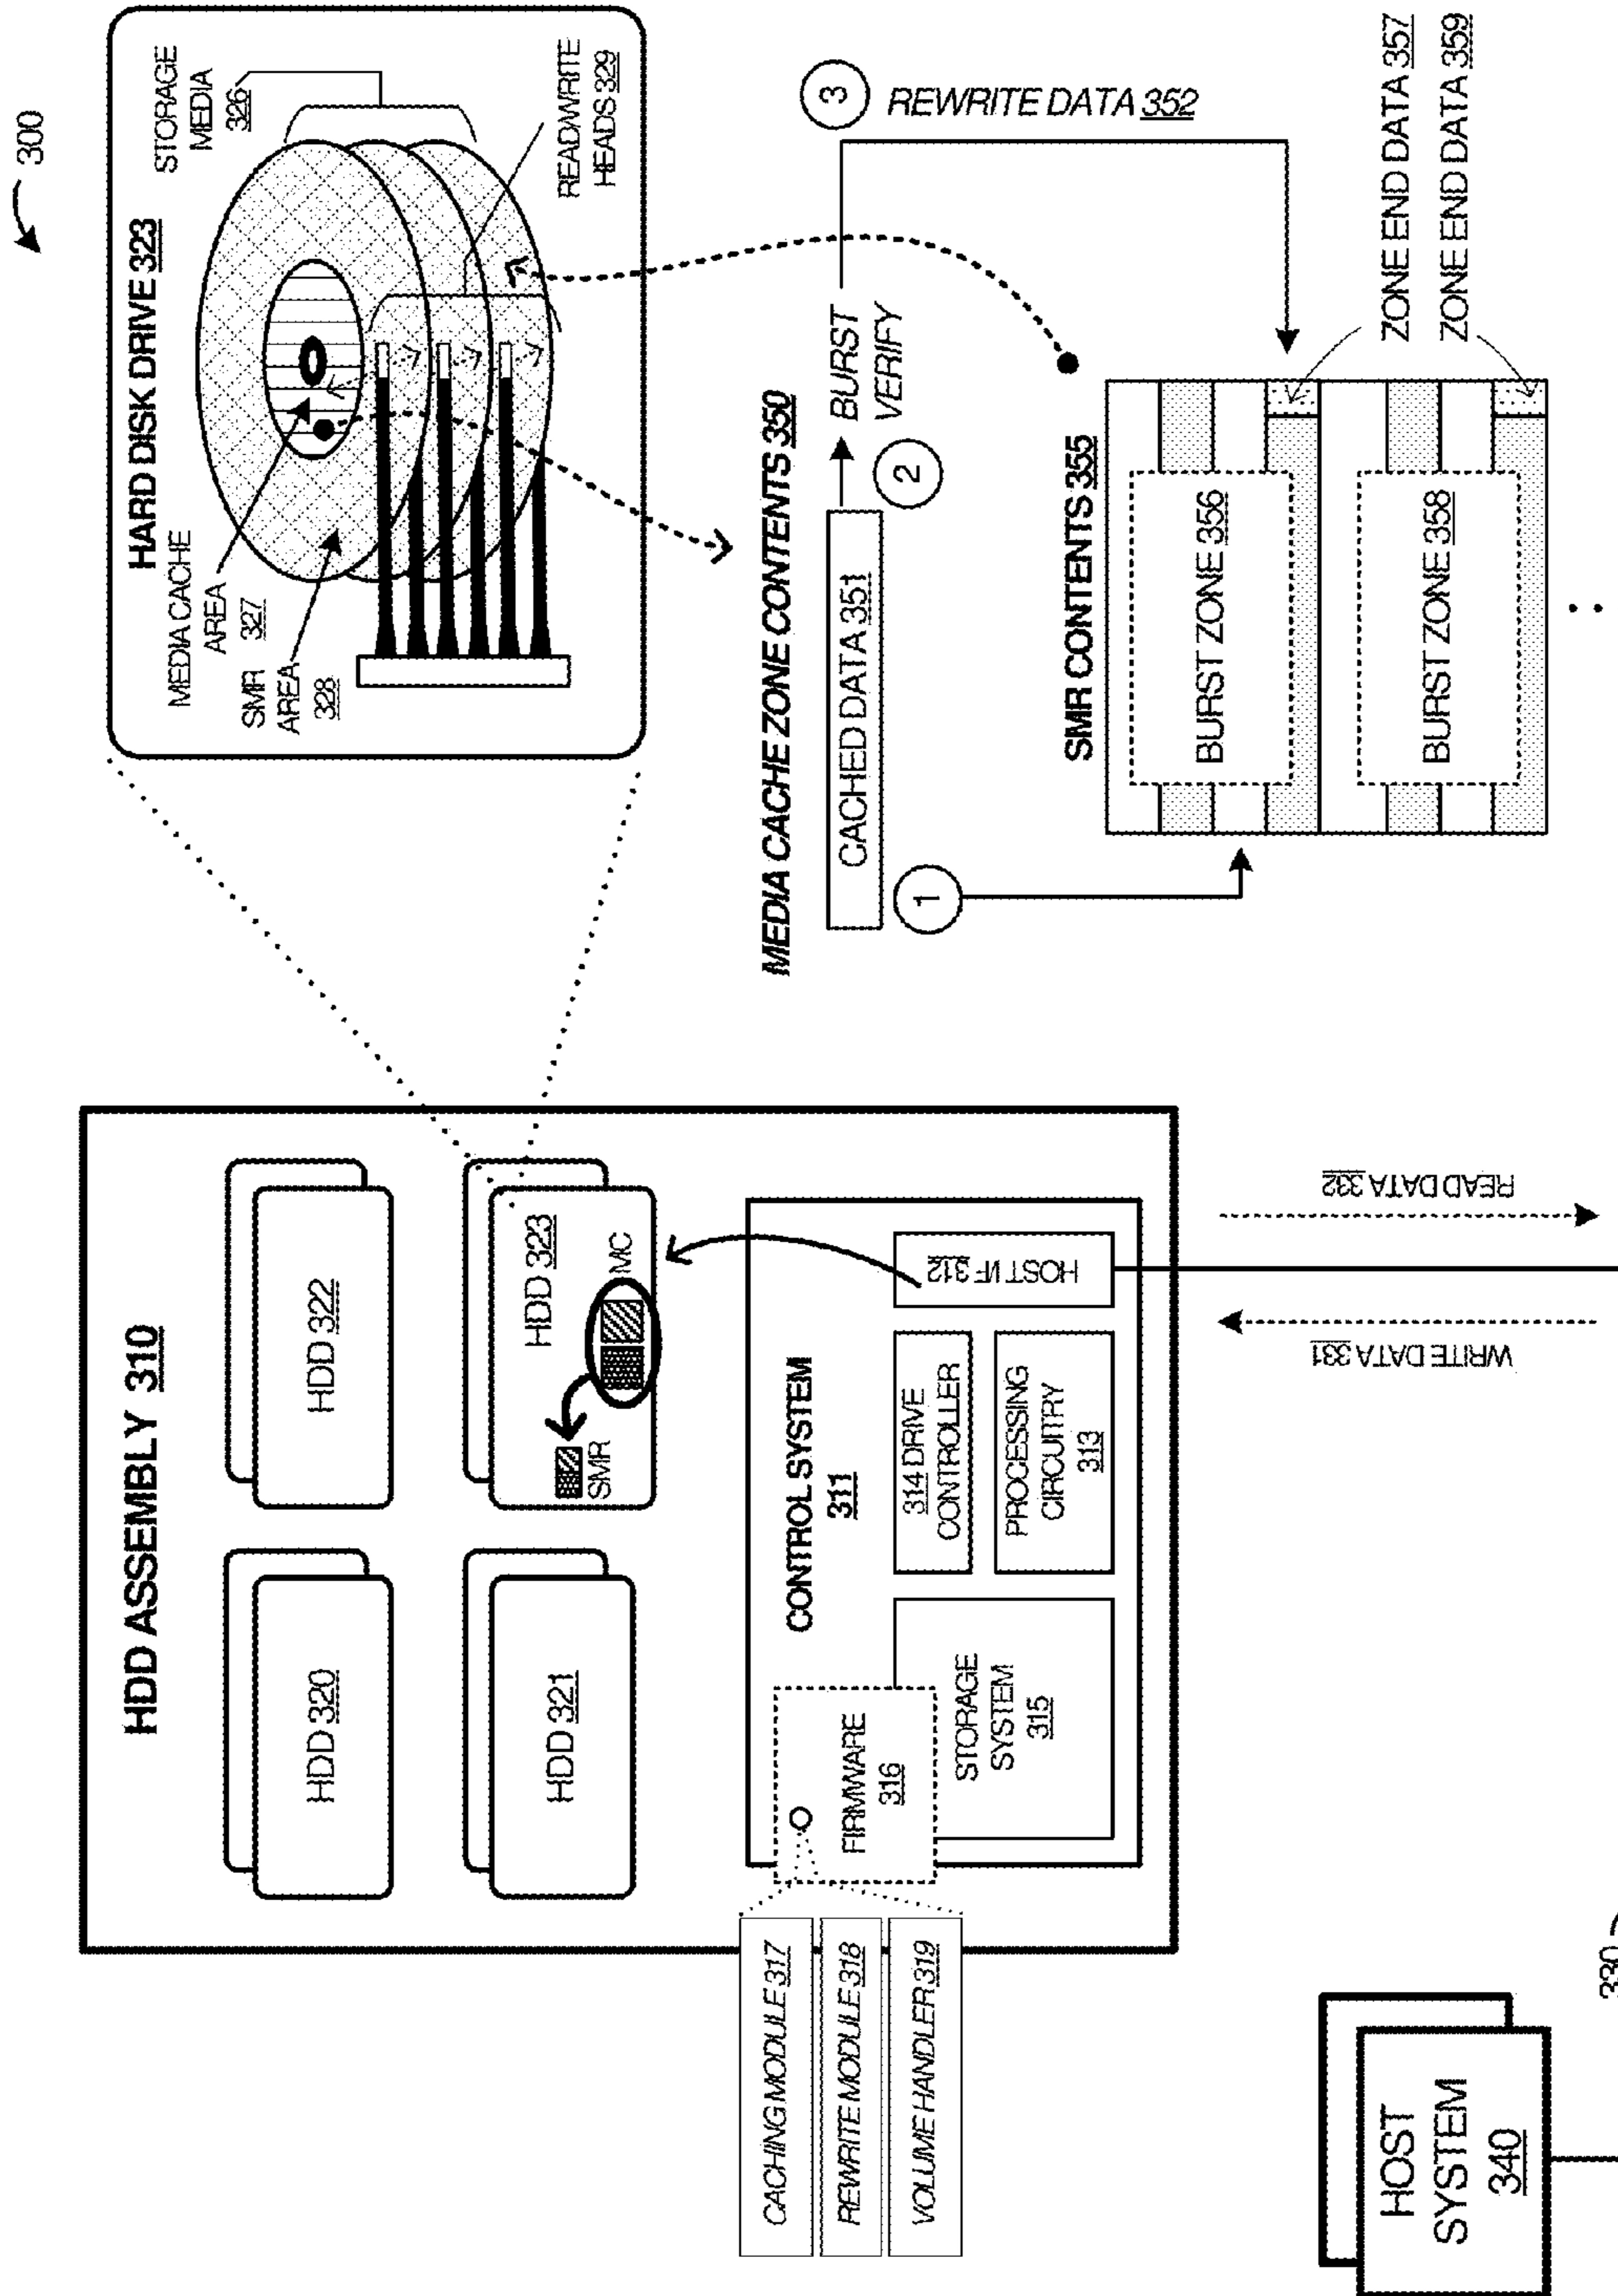 300
HDD ASSEMBLY 310
HDD 320
HDD 322
HDD 321
HDD 323
MC
SMR
CONTROL SYSTEM
311
FIRMWARE
316
STORAGE
SYSTEM
315
314 DRIVE
CONTROLLER
PROCESSING
CIRCUITRY
313
HOST I/F 312
CACHING MODULE 317
REWRITE MODULE 318
VOLUME HANDLER 319
WRITE DATA 331
READ DATA 332
330
HOST
SYSTEM
340
HARD DISK DRIVE 323
MEDIA CACHE
AREA
327
SMR
AREA
328
STORAGE
MEDIA
326
READ/WRITE
HEADS 329
MEDIA CACHE ZONE CONTENTS 350
CACHED DATA 351
1
2
BURST
VERIFY
3
REWRITE DATA 352
SMR CONTENTS 355
BURST ZONE 356
BURST ZONE 358
ZONE END DATA 357
ZONE END DATA 359